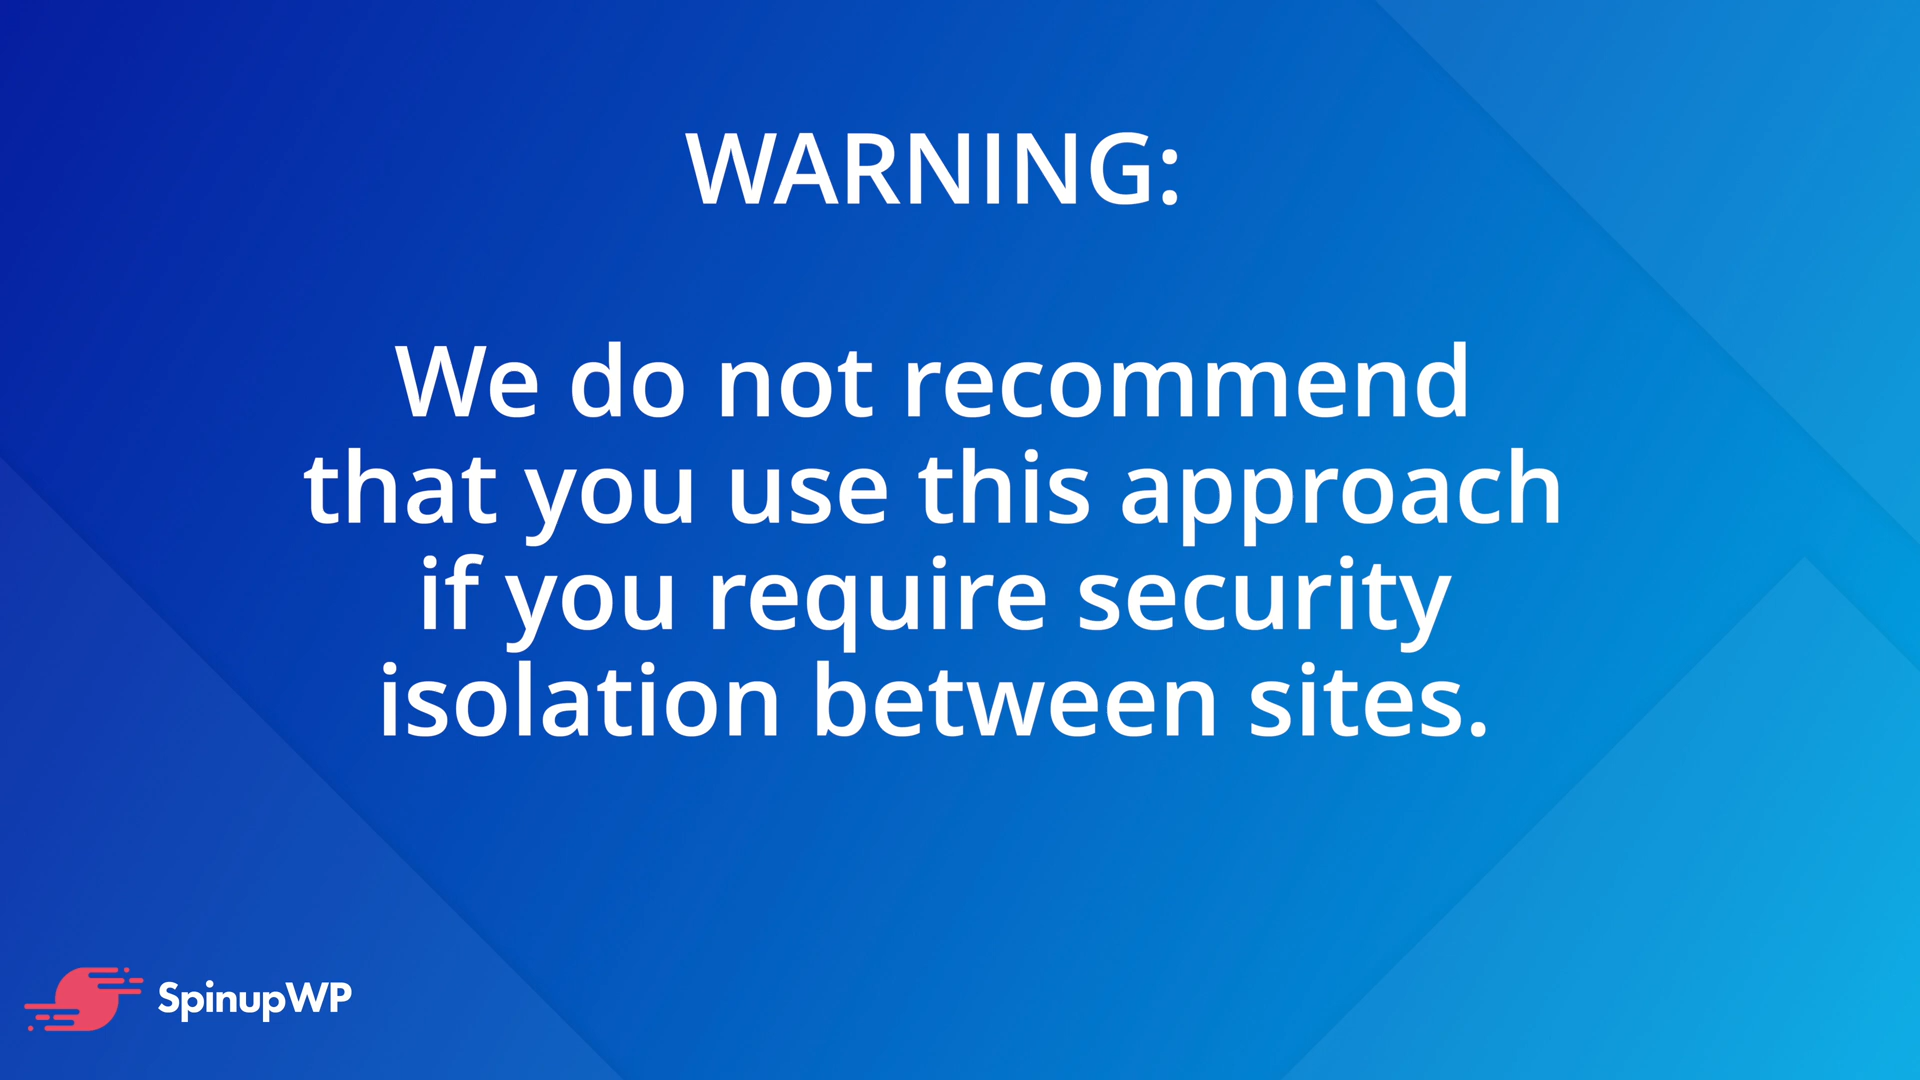 WARNING:
We do not recommend
that you use this approach
if you require security
isolation between sites.
SpinupWP